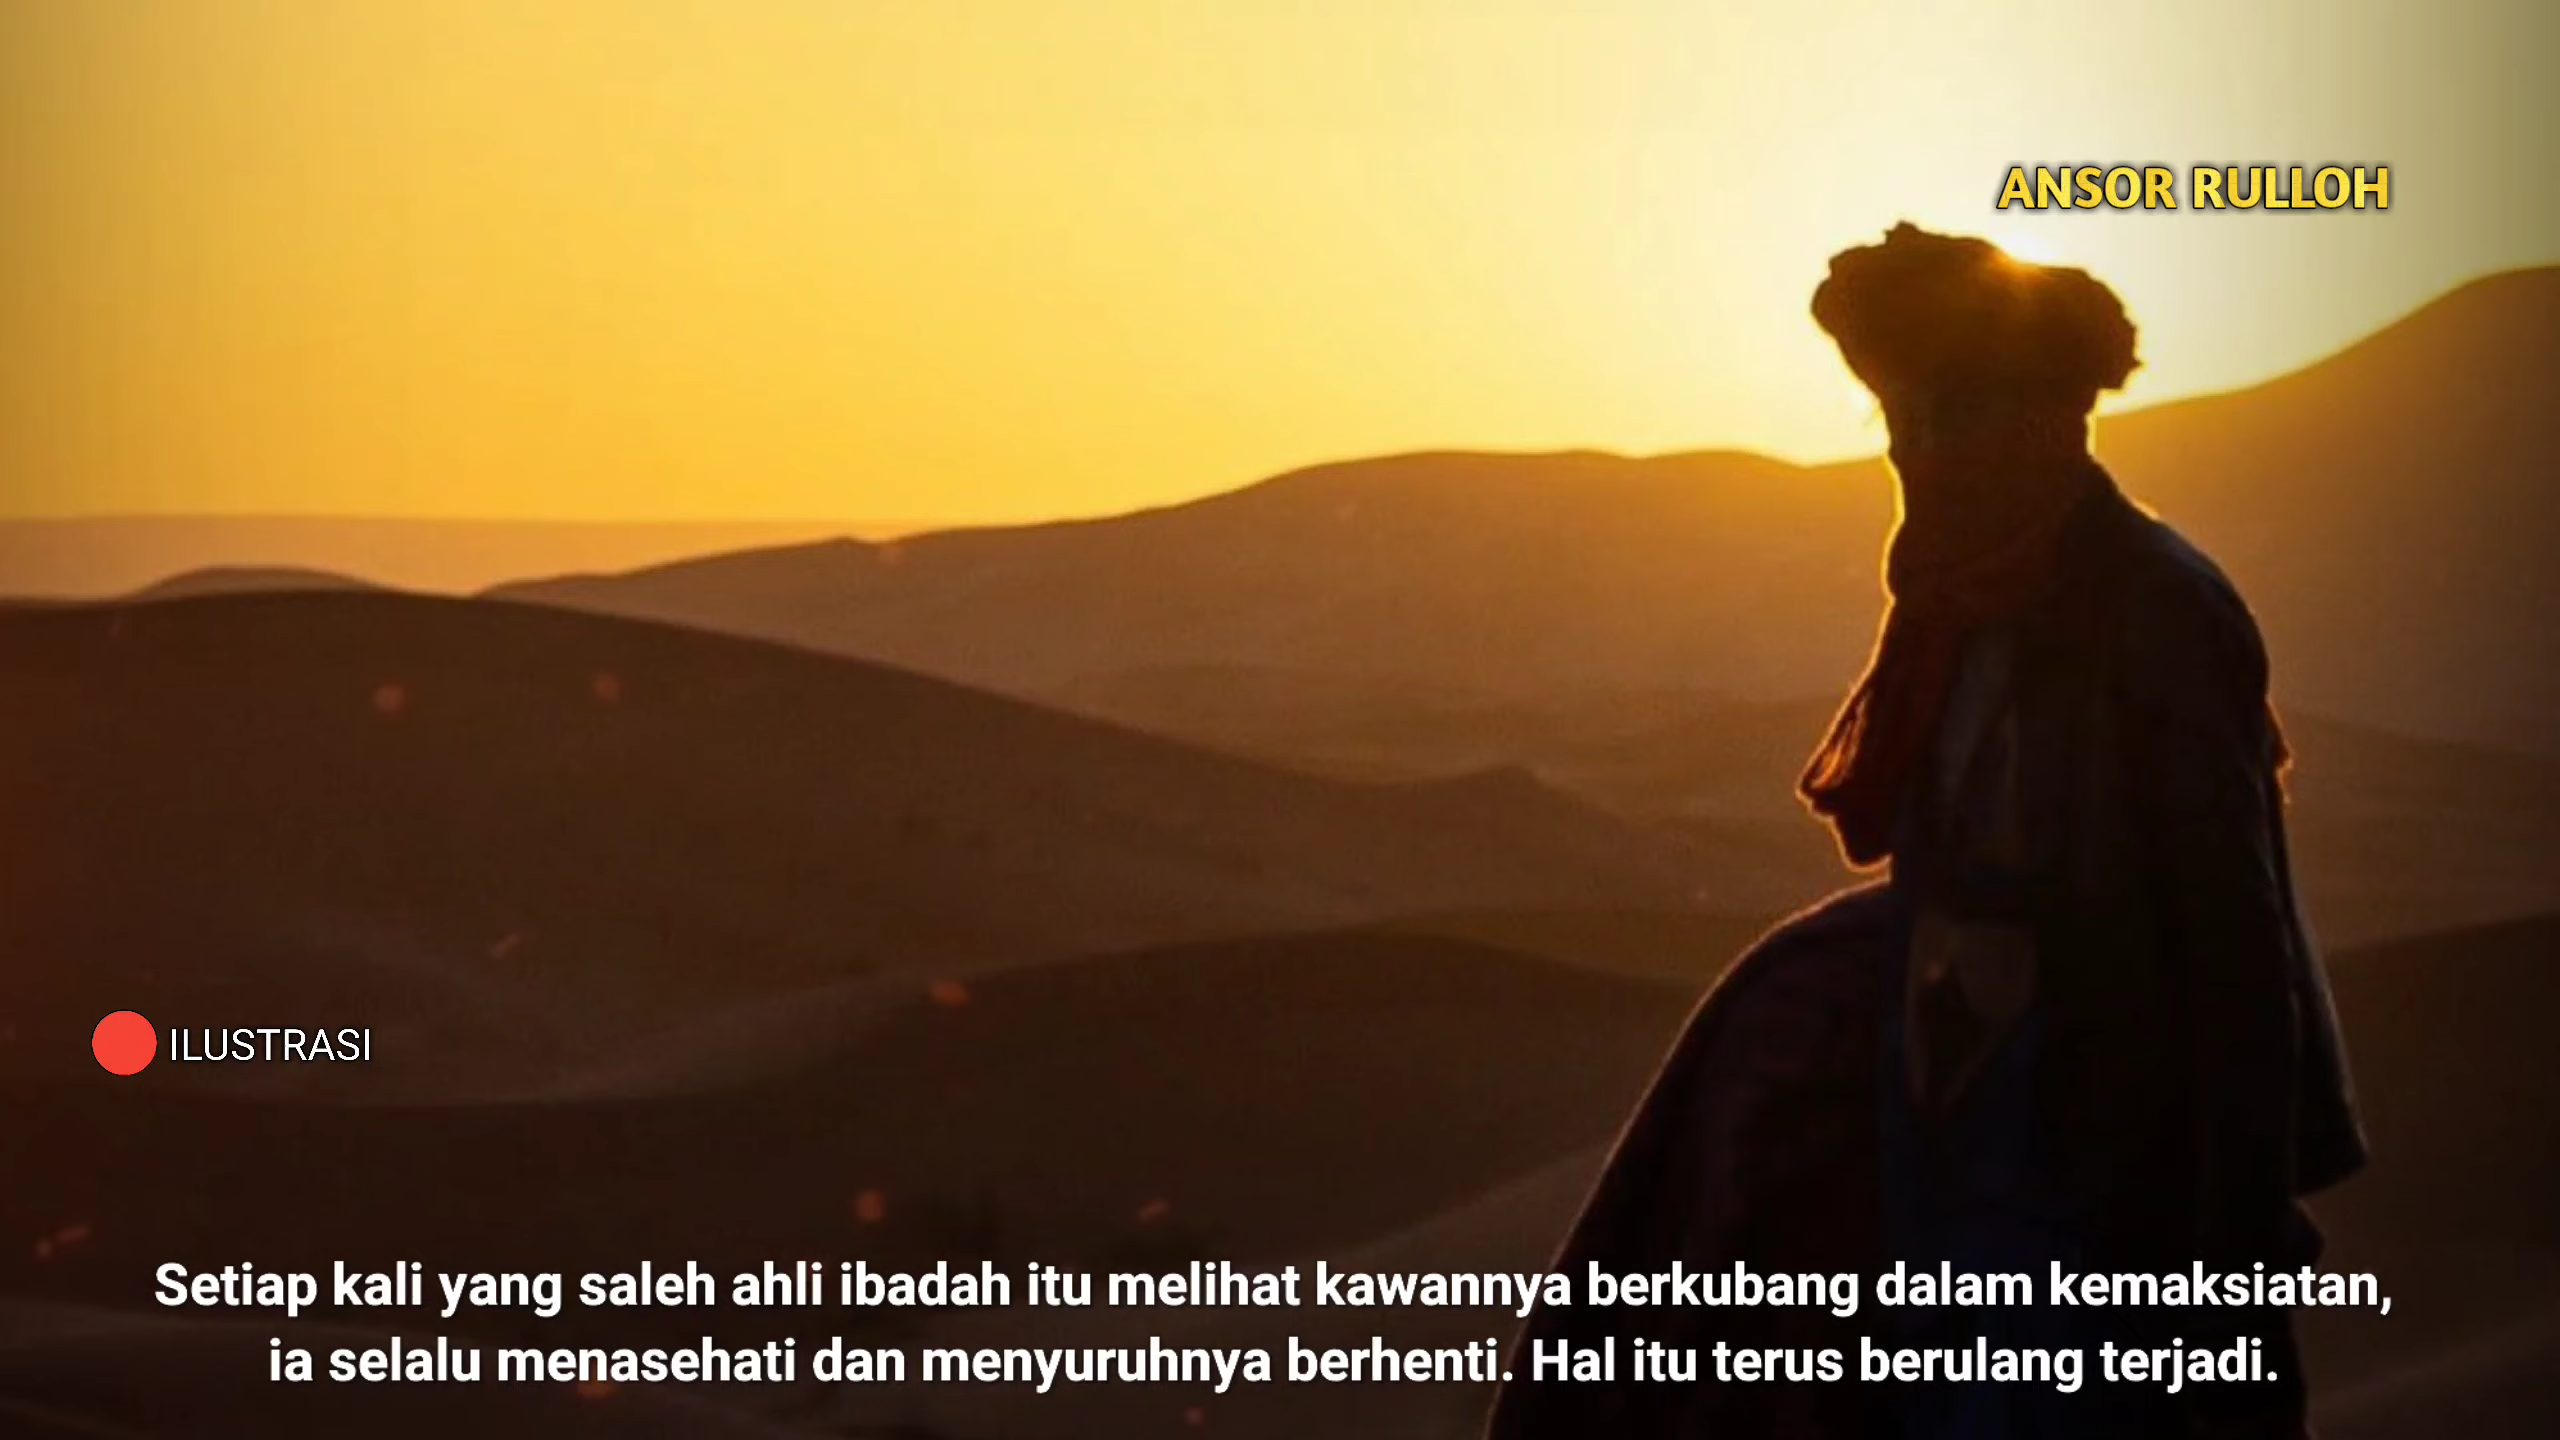 ANSOR RULLOH
ILUSTRASI
Setiap kali yang saleh ahli ibadah itu melihat kawannya berkubang dalam kemaksiatan,
ia selalu menasehati dan menyuruhnya berhenti. Hal itu terus berulang terjadi.